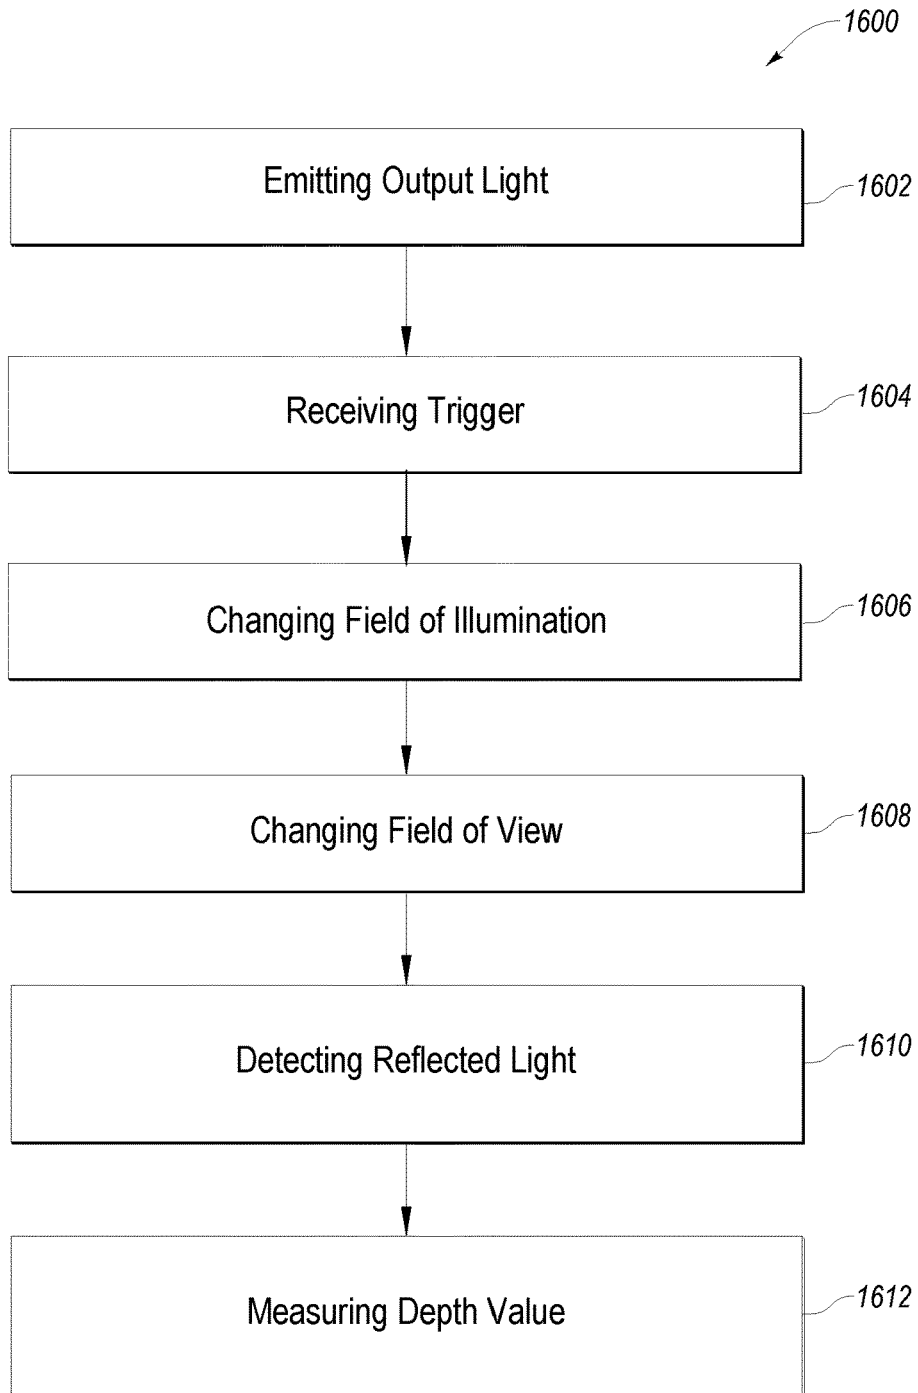 1600
Emitting Output Light
1602
Receiving Trigger
1604
Changing Field of Illumination
1606
Changing Field of View
1608
Detecting Reflected Light
1610
Measuring Depth Value
1612